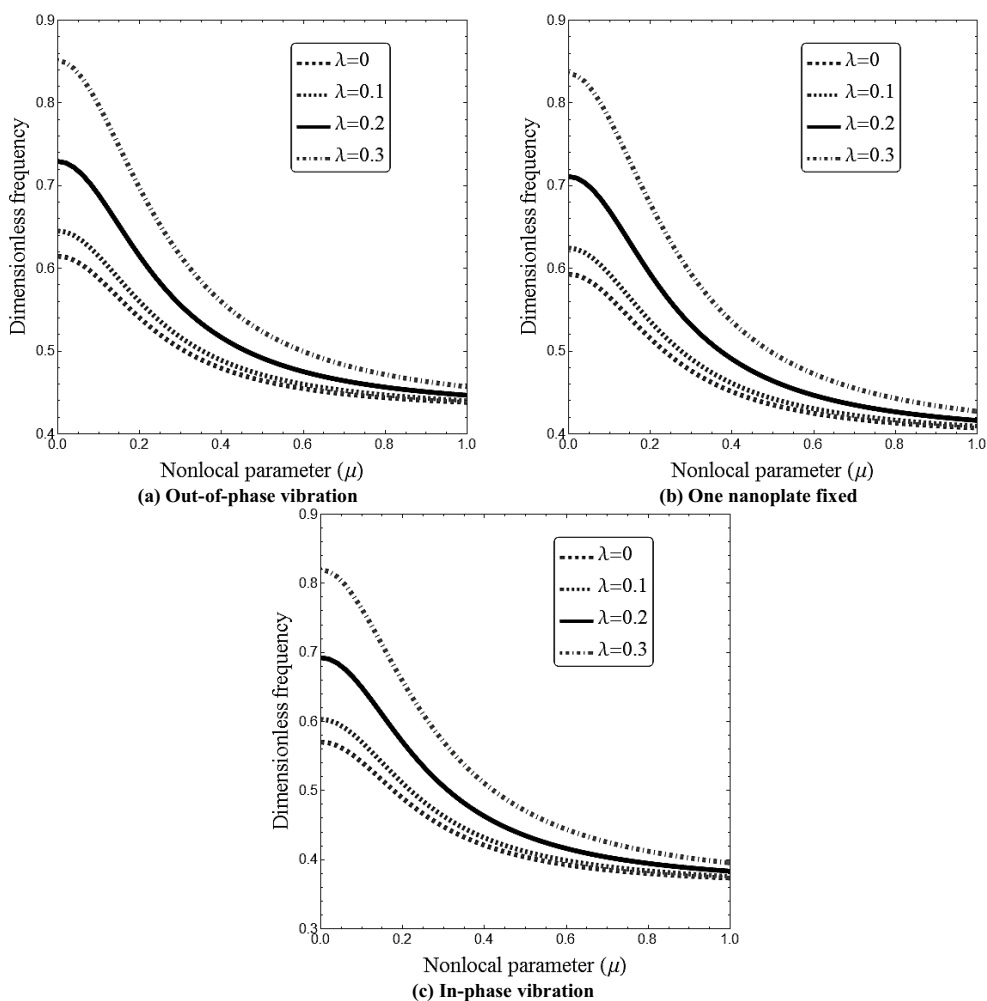 0.9
0.8
0.7
0.6
0.5
0.4
0.0 0.2 0.4 0.6 0.8 1.0
Dimensionless frequency
λ=0
λ=0.1
λ=0.2
λ=0.3
Nonlocal parameter (μ)
(a) Out-of-phase vibration
0.9
0.8
0.7
0.6
0.5
0.4
0.0 0.2 0.4 0.6 0.8 1.0
Dimensionless frequency
λ=0
λ=0.1
λ=0.2
λ=0.3
Nonlocal parameter (μ)
(b) One nanoplate fixed
0.9
0.8
0.7
0.6
0.5
0.4
0.3
0.0 0.2 0.4 0.6 0.8 1.0
Dimensionless frequency
λ=0
λ=0.1
λ=0.2
λ=0.3
Nonlocal parameter (μ)
(c) In-phase vibration